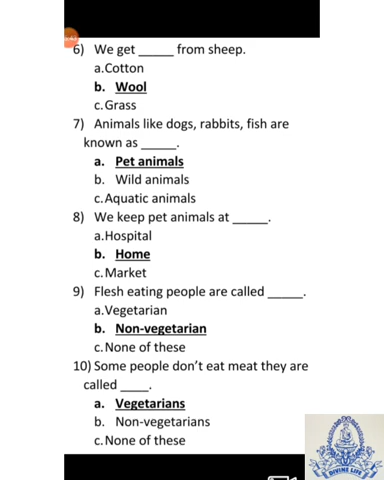 6) We get _____ from sheep.
a.Cotton
b. Wool
c.Grass
7) Animals like dogs, rabbits, fish are
known as _____.
a. Pet animals
b. Wild animals
c.Aquatic animals
8) We keep pet animals at _____.
a.Hospital
b. Home
c.Market
9) Flesh eating people are called _____.
a.Vegetarian
b. Non-vegetarian
c.None of these
10) Some people don’t eat meat they are
called ____.
a. Vegetarians
b. Non-vegetarians
c.None of these
DIVINE LIFE